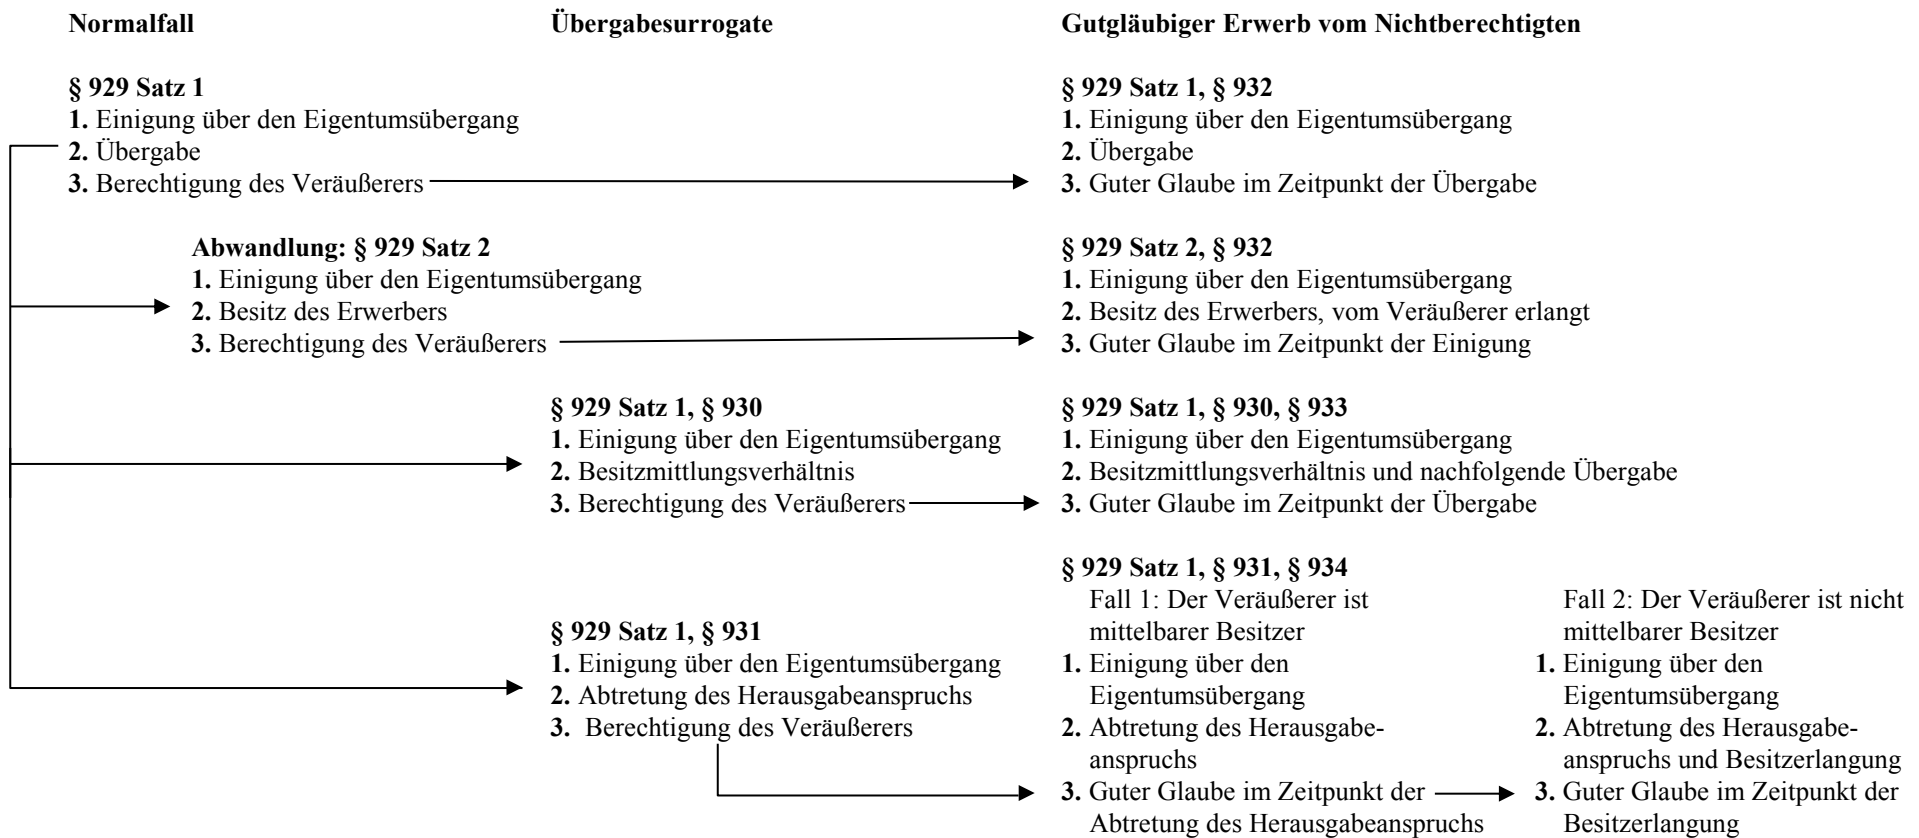 Normalfall
Übergabesurrogate
Gutgläubiger Erwerb vom Nichtberechtigten
§ 929 Satz 1
1. Einigung über den Eigentumsübergang
2. Übergabe
3. Berechtigung des Veräußerers
§ 929 Satz 1, § 932
1. Einigung über den Eigentumsübergang
2. Übergabe
3. Guter Glaube im Zeitpunkt der Übergabe
Abwandlung: § 929 Satz 2
1. Einigung über den Eigentumsübergang
2. Besitz des Erwerbers
3. Berechtigung des Veräußerers
§ 929 Satz 2, § 932
1. Einigung über den Eigentumsübergang
2. Besitz des Erwerbers, vom Veräußerer erlangt
3. Guter Glaube im Zeitpunkt der Einigung
§ 929 Satz 1, § 930
1. Einigung über den Eigentumsübergang
2. Besitzmittlungsverhältnis
3. Berechtigung des Veräußerers
§ 929 Satz 1, § 930, § 933
1. Einigung über den Eigentumsübergang
2. Besitzmittlungsverhältnis und nachfolgende Übergabe
3. Guter Glaube im Zeitpunkt der Übergabe
§ 929 Satz 1, § 931
1. Einigung über den Eigentumsübergang
2. Abtretung des Herausgabeanspruchs
3. Berechtigung des Veräußerers
§ 929 Satz 1, § 931, § 934
Fall 1: Der Veräußerer ist
mittelbarer Besitzer
1. Einigung über den
Eigentumsübergang
2. Abtretung des Herausgabe-
anspruchs
3. Guter Glaube im Zeitpunkt der
Abtretung des Herausgabeanspruchs
Fall 2: Der Veräußerer ist nicht
mittelbarer Besitzer
1. Einigung über den
Eigentumsübergang
2. Abtretung des Herausgabe-
anspruchs und Besitzerlangung
3. Guter Glaube im Zeitpunkt der
Besitzerlangung